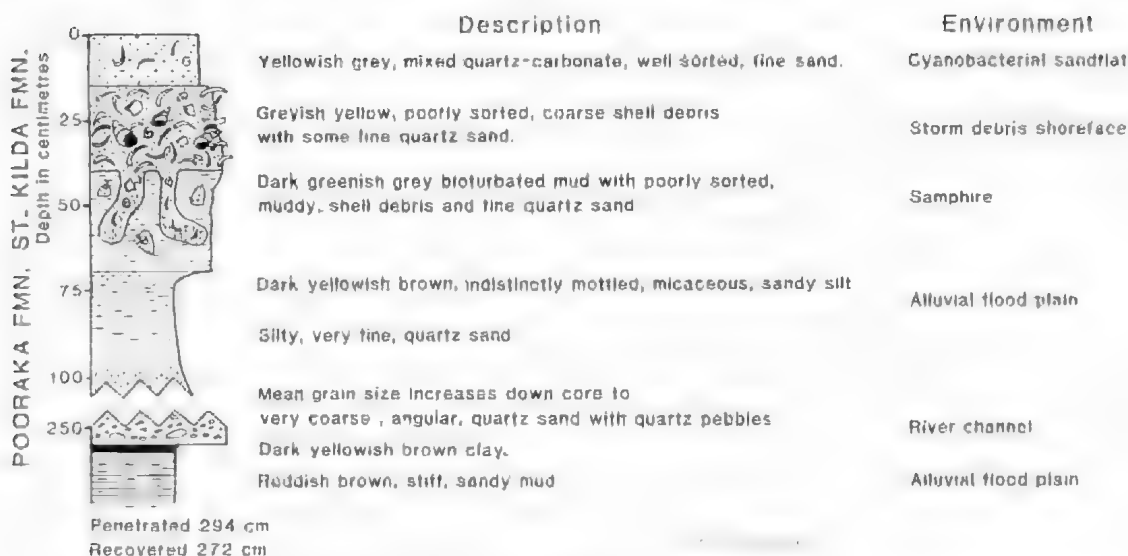 Description
Environment
0
Yellowish grey, mixed quartz-carbonate, well sorted, fine sand.
Cyanobacterial sandflat
25
Greyish yellow, poorly sorted, coarse shell debris
with some fine quartz sand.
Storm debris shoreface
Dark greenish grey bioturbated mud with poorly sorted,
muddy, shell debris and fine quartz sand
Samphire
50
75
Dark yellowish brown, indistinctly mottled, micaceous, sandy silt
Alluvial flood plain
Silty, very fine, quartz sand
100
Mean grain size increases down core to
very coarse, angular, quartz sand with quartz pebbles
River channel
250
Dark yellowish brown clay.
Reddish brown, stiff, sandy mud
Alluvial flood plain
Penetrated 294 cm
Recovered 272 cm
POORAKA FMN. ST. KILDA FMN.
Depth in centimetres